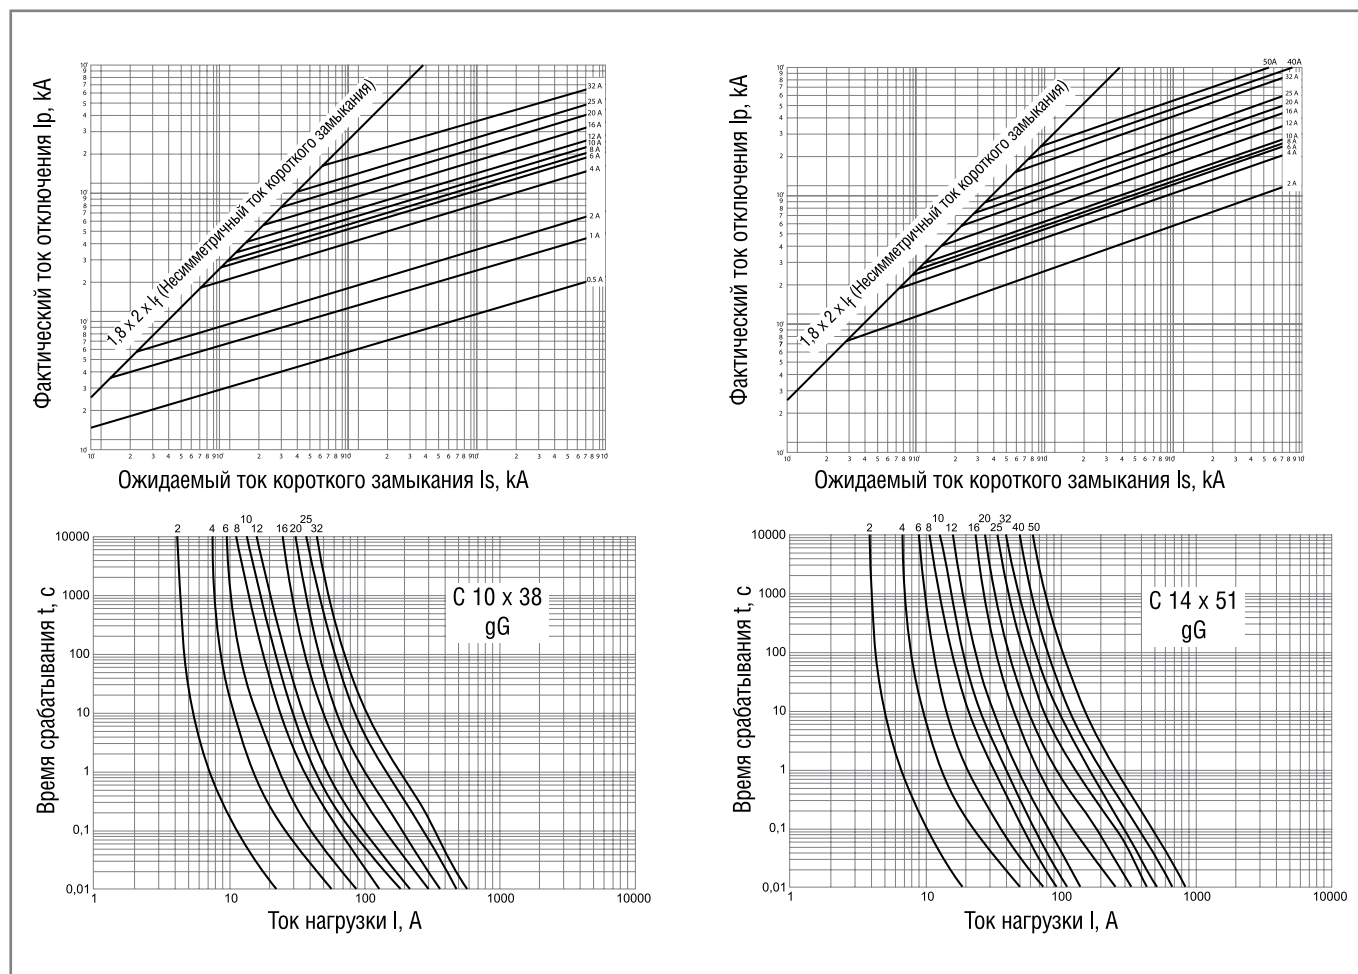 Фактический ток отключения Ip, kA
1,8 x 2 x If (Несимметричный ток короткого замыкания)
32 A
25 A
20 A
16 A
12 A
10 A
8 A
6 A
4 A
2 A
1 A
0.5 A
Ожидаемый ток короткого замыкания Is, kA
Фактический ток отключения Ip, kA
1,8 x 2 x If (Несимметричный ток короткого замыкания)
50A 40A
32 A
25 A
20 A
16 A
12 A
10 A
8 A
6 A
4 A
2 A
Ожидаемый ток короткого замыкания Is, kA
Время срабатывания t, с
2 4 6 8 10 12 16 20 25 32
10000
1000
100
10
1
0,1
0,01
C 10 x 38
gG
1 10 100 1000 10000
Ток нагрузки I, A
Время срабатывания t, с
2 4 6 8 10 12 16 20 25 32 40 50
10000
1000
100
10
1
0,1
0,01
C 14 x 51
gG
1 10 100 1000 10000
Ток нагрузки I, A